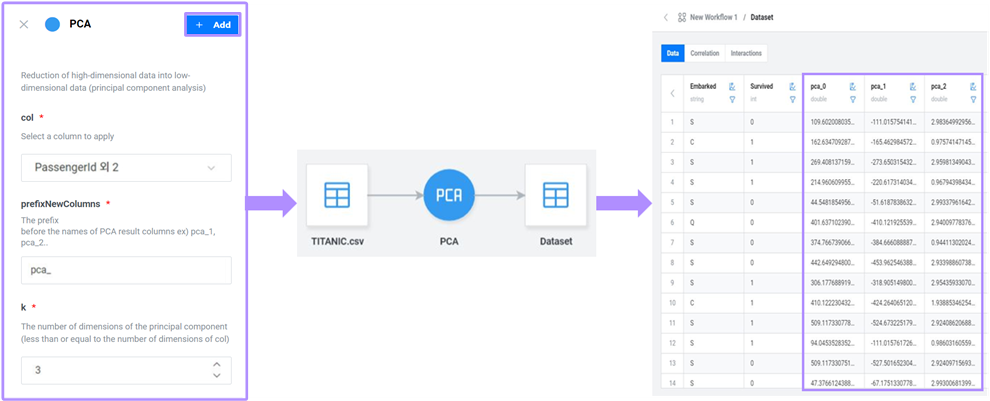 PCA
+ Add
Reduction of high-dimensional data into low-
dimensional data (principal component analysis)
col *
Select a column to apply
PassengerId 외 2
prefixNewColumns *
The prefix
before the names of PCA result columns ex) pca_1,
pca_2..
pca_
k *
The number of dimensions of the principal component
(less than or equal to the number of dimensions of col)
3
PCA
TITANIC.csv PCA Dataset
New Workflow 1 / Dataset
Data Correlation Interactions
Embarked Survived pca_0 pca_1 pca_2
string int double double double
1 S 0 109.602008035... -111.015754141... 2.98364992956...
2 C 1 162.634709287... -165.462984572... 0.97574147145...
3 S 1 269.408137159... -273.650315432... 2.95981349043...
4 S 1 214.960609955... -220.617314034... 0.96794398434...
5 S 0 44.5481854956... -51.6187838632... 2.99337961642...
6 Q 0 401.637102390... -410.121925539... 2.94009778376...
7 S 0 374.766739066... -384.666088887... 0.94411302024...
8 S 0 442.649294800... -453.962546388... 2.93398860738...
9 S 1 306.177688919... -318.905149800... 2.95435933070...
10 C 1 410.122230432... -424.264065120... 1.93885346254...
11 S 1 509.117330778... -524.673225179... 2.92408620688...
12 S 1 94.0453528352... -111.015761726... 0.98603160559...
13 S 0 509.117330751... -527.501652304... 2.92409715693...
14 S 0 47.3766124388... -67.1751330778... 2.99300681399...